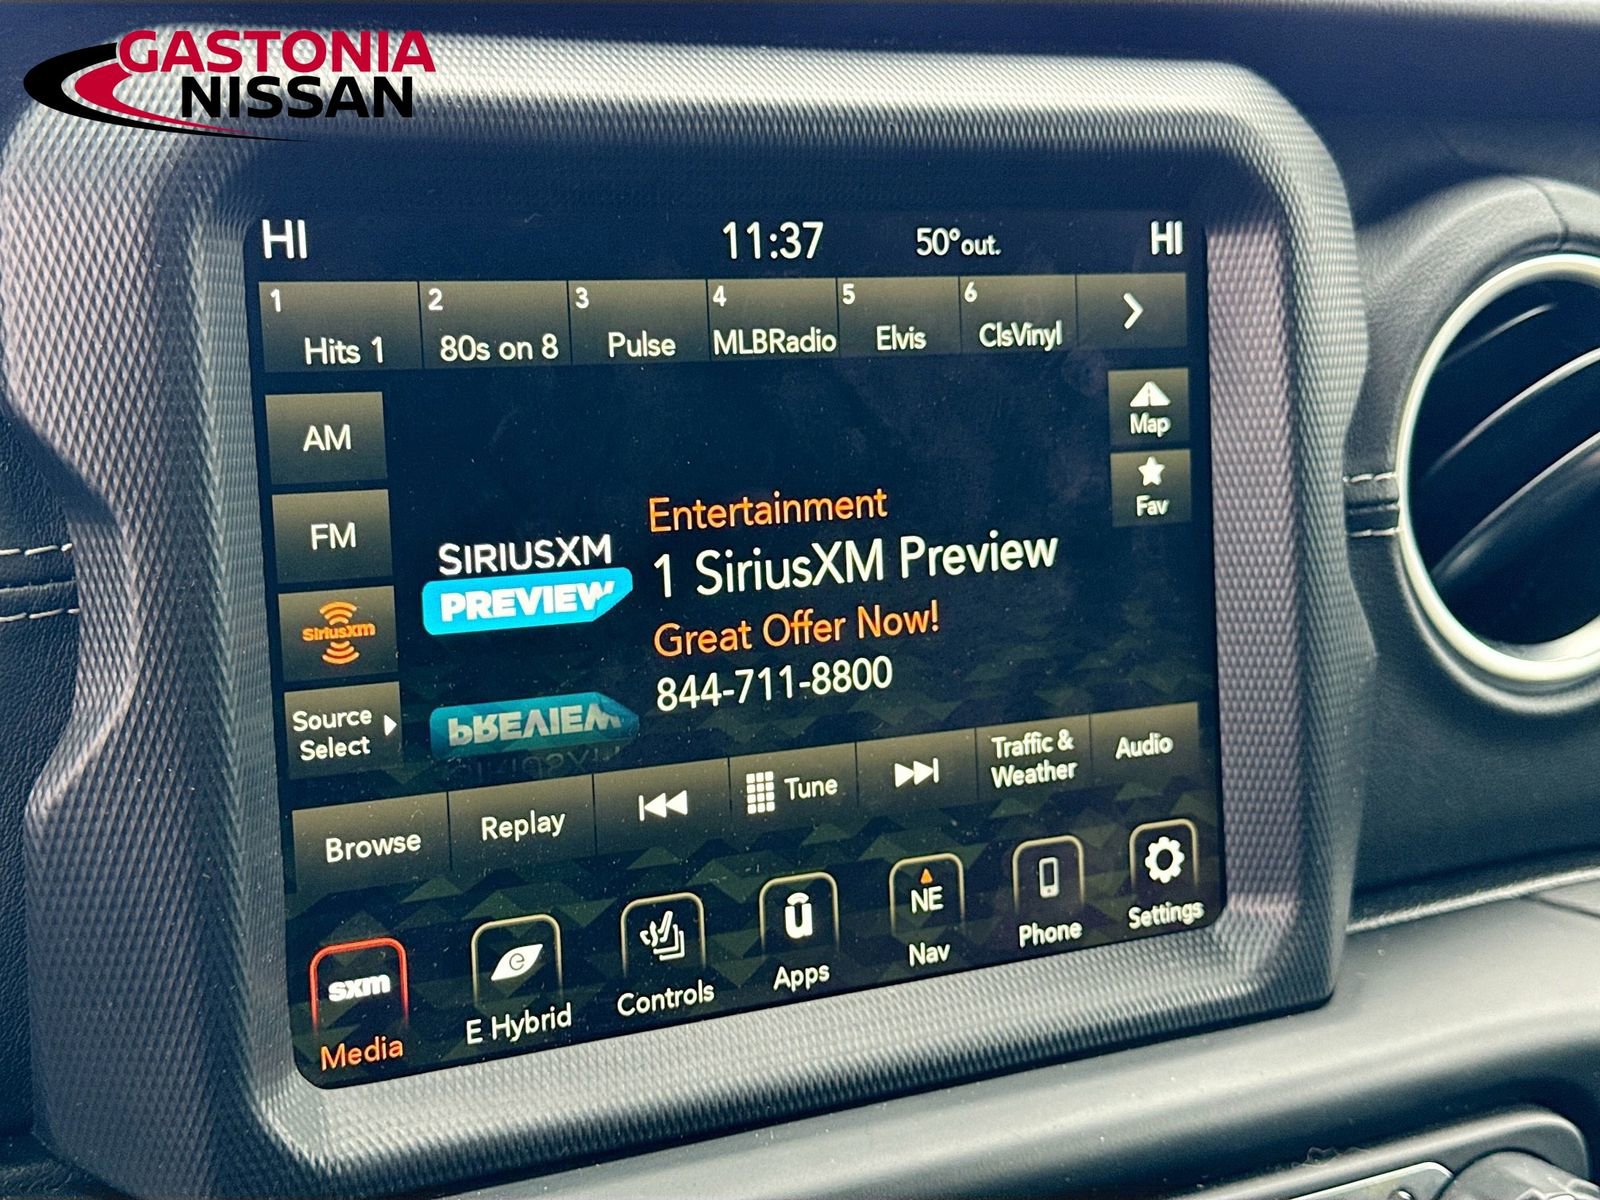 GASTONIA
NISSAN
HI 11:37 50°out. HI
1 2 3 4 5 6
Hits 1 80s on 8 Pulse MLBRadio Elvis ClsVinyl
AM
Map
FM
Fav
SiriusXM
Source
Select
SIRIUSXM
PREVIEW
Entertainment
1 SiriusXM Preview
Great Offer Now!
844-711-8800
PREVIEW
SIRIUSXM
Browse Replay Tune Traffic & Weather Audio
sxm e NE
Media E Hybrid Controls Apps Nav Phone Settings